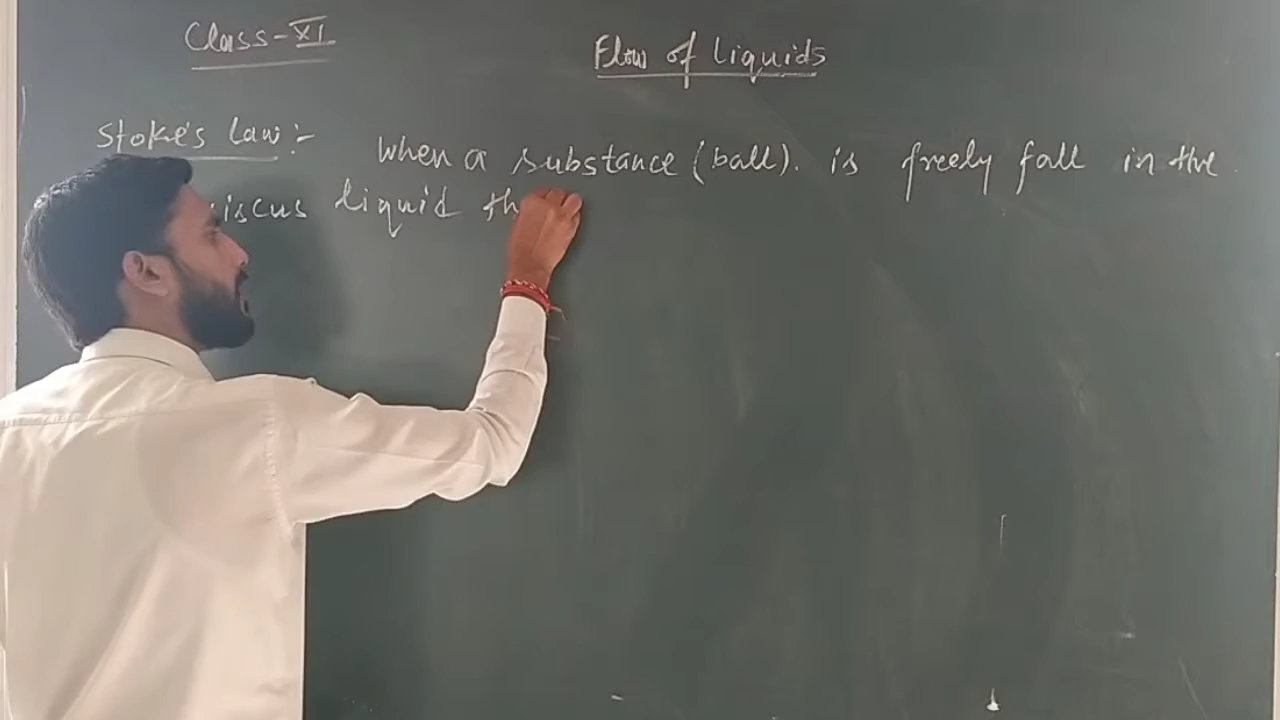 Class-XI
Flow of Liquids
Stoke's Law:-
When a substance (ball). is freely fall in the
liquid